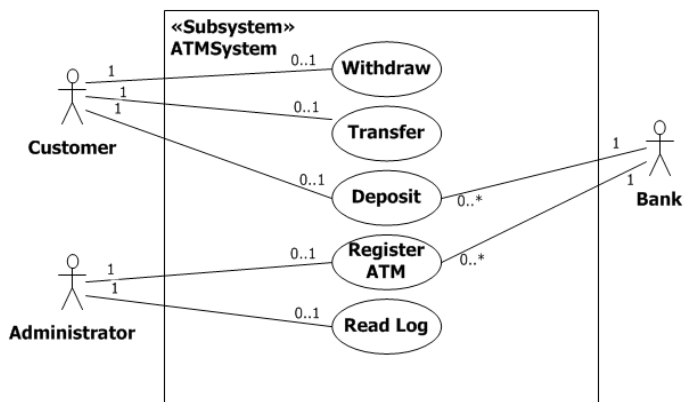 «Subsystem»
ATMSystem
1
0..1
Withdraw
1
0..1
Transfer
1
Customer
1
0..1
Deposit
0..*
1
Bank
1
0..1
Register
ATM
0..*
1
0..1
Read Log
Administrator